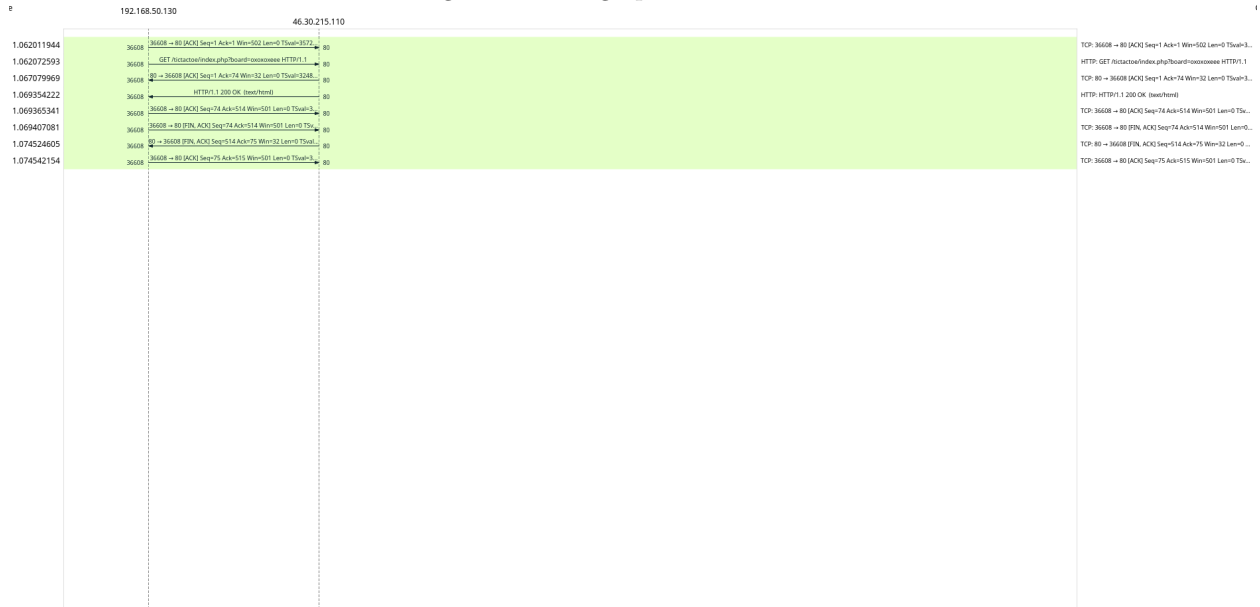 192.168.50.130
46.30.215.110
1.062011944 36608 36608 → 80 [ACK] Seq=1 Ack=1 Win=502 Len=0 TSval=3572... 80 TCP: 36608 → 80 [ACK] Seq=1 Ack=1 Win=502 Len=0 TSval=3...
1.062072593 36608 GET /tictactoe/index.php?board=oxoxoxeee HTTP/1.1 80 HTTP: GET /tictactoe/index.php?board=oxoxoxeee HTTP/1.1
1.067079969 36608 80 → 36608 [ACK] Seq=1 Ack=74 Win=32 Len=0 TSval=3248... 80 TCP: 80 → 36608 [ACK] Seq=1 Ack=74 Win=32 Len=0 TSval=3...
1.069354222 36608 HTTP/1.1 200 OK (text/html) 80 HTTP: HTTP/1.1 200 OK (text/html)
1.069365341 36608 36608 → 80 [ACK] Seq=74 Ack=514 Win=501 Len=0 TSval=3... 80 TCP: 36608 → 80 [ACK] Seq=74 Ack=514 Win=501 Len=0 TSv...
1.069407081 36608 36608 → 80 [FIN, ACK] Seq=74 Ack=514 Win=501 Len=0 TSv... 80 TCP: 36608 → 80 [FIN, ACK] Seq=74 Ack=514 Win=501 Len=0...
1.074524605 36608 80 → 36608 [FIN, ACK] Seq=514 Ack=75 Win=32 Len=0 TSval... 80 TCP: 80 → 36608 [FIN, ACK] Seq=514 Ack=75 Win=32 Len=0 ...
1.074542154 36608 36608 → 80 [ACK] Seq=75 Ack=515 Win=501 Len=0 TSval=3... 80 TCP: 36608 → 80 [ACK] Seq=75 Ack=515 Win=501 Len=0 TSv...